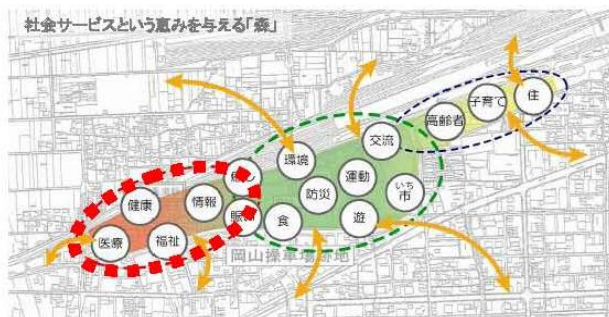 社会サービスという恵みを与える「森」
住
子育て
高齢者
交流
環境
運動
いち
市
防災
情報
健康
食
遊
福祉
医療
岡山操車場跡地